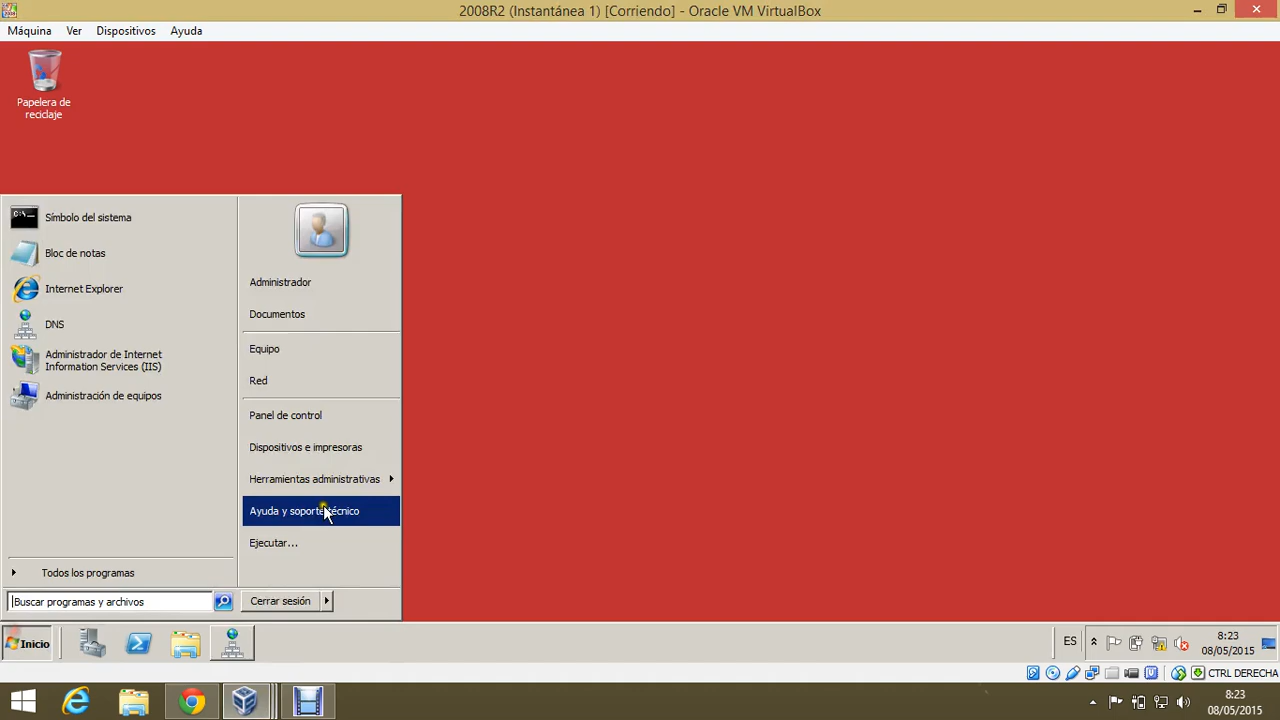 2008R2 (Instantánea 1) [Corriendo] - Oracle VM VirtualBox
Máquina Ver Dispositivos Ayuda
Papelera de
reciclaje
Símbolo del sistema
Bloc de notas
Internet Explorer
DNS
Administrador de Internet
Information Services (IIS)
Administración de equipos
Todos los programas
Buscar programas y archivos
Administrador
Documentos
Equipo
Red
Panel de control
Dispositivos e impresoras
Herramientas administrativas
Ayuda y soporte técnico
Ejecutar...
Cerrar sesión
Inicio
ES
8:23
08/05/2015
CTRL DERECHA
8:23
08/05/2015